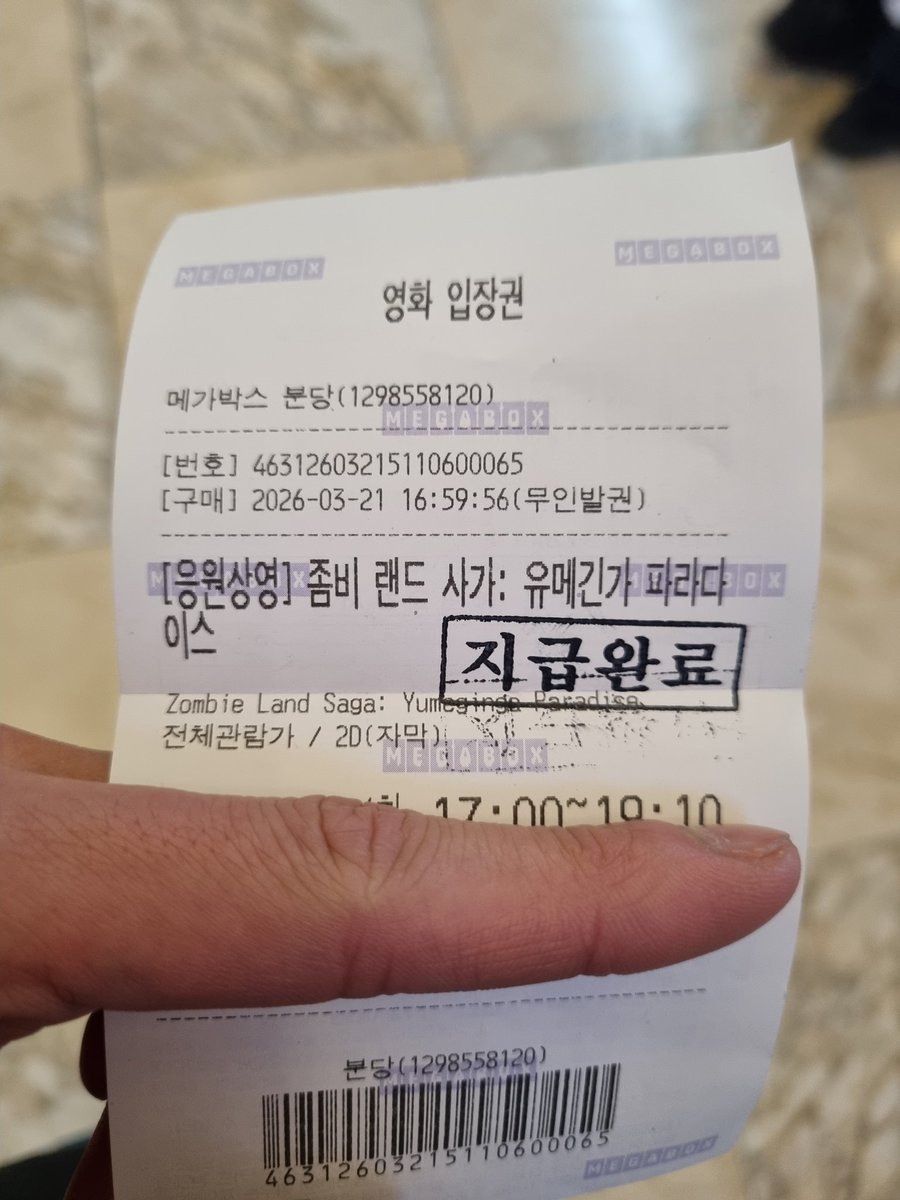 MEGABOX MEGABOX
영화 입장권
메가박스 분당(1298558120)
MEGABOX
[번호] 46312603215110600065
[구매] 2026-03-21 16:59:56(무인발권)
[응원상영] 좀비 랜드 사가: 유메긴가 파라다
이스
지급완료
Zombie Land Saga: Yumeginga Paradise
전체관람가 / 2D(자막)
MEGABOX
17:00~19:10
분당(1298558120)
46312603215110600065
MEGABOX